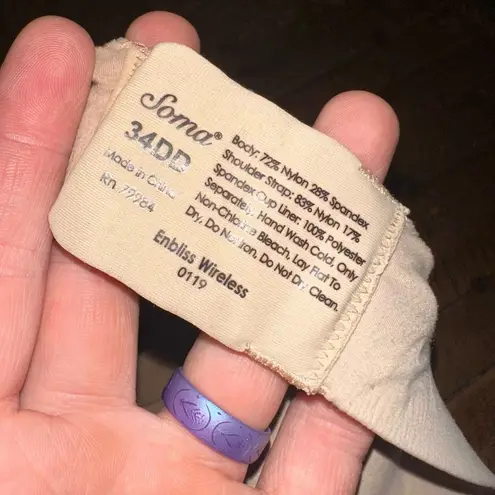 Soma®
34DD
Made in China
Rn. 79984
Body: 72% Nylon 28% Spandex
Shoulder Strap: 83% Nylon 17%
Spandex Cup Liner: 100% Polyester
Separately, Hand Wash Cold, Only
Non-Chlorine Bleach, Lay Flat To
Dry, Do Not Iron, Do Not Dry Clean.
Enbliss Wireless
0119